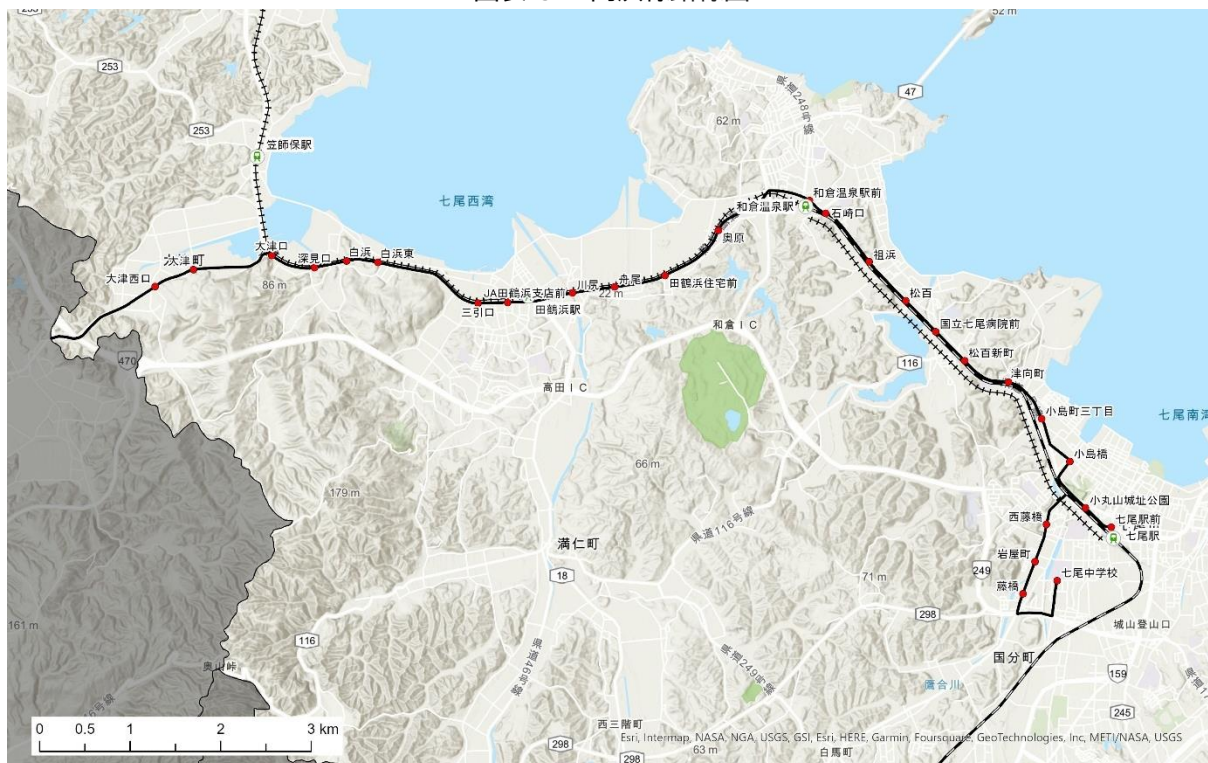 52 m
253
253
253
47
県道248号線
62 m
笠師保駅
七尾西湾
和倉温泉駅前
和倉温泉駅
石崎口
奥原
祖浜
大津口
白浜
白浜東
大津町
深見口
大津西口
86 m
JA田鶴浜支店前
川尻
舟尾
田鶴浜住宅前
22 m
三引口
田鶴浜駅
松百
国立七尾病院前
和倉IC
116
松百新町
470
高田IC
津向町
小島町三丁目
七尾南湾
小島橋
66 m
179 m
小丸山城址公園
県道116号線
西藤橋
七尾駅前
七尾駅
満仁町
岩屋町
18
249
71 m
七尾中学校
藤橋
298
161 m
城山登山口
116
県道46号線
国分町
奥山峠
県道249号線
159
鷹合川
245
0 0.5 1 2 3 km
西三階町
298
298
63 m
白馬町
Esri, Intermap, NASA, NGA, USGS, GSI, Esri, HERE, Garmin, Foursquare, GeoTechnologies, Inc, METI/NASA, USGS